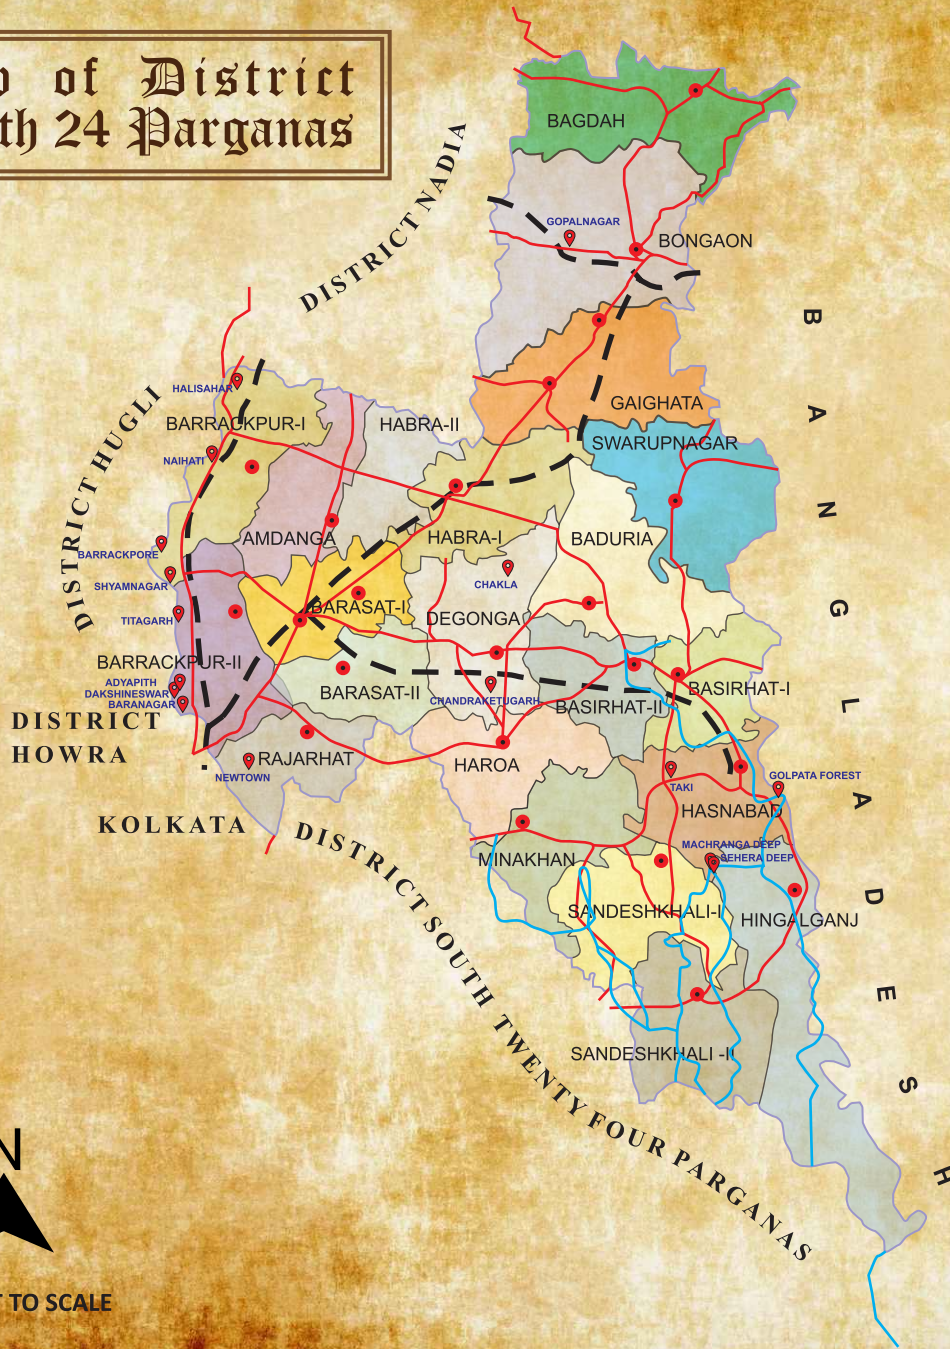 p of District
th 24 Parganas
DISTRICT NADIA
BAGDAH
GOPALNAGAR
BONGAON
BANGLADESH
DISTRICT HUGLI
HALISAHAR
BARRACKPUR-I
HABRA-II
GAIGHATA
SWARUPNAGAR
NAIHATI
AMDANGA
HABRA-I
BADURIA
BARRACKPORE
SHYAMNAGAR
CHAKLA
TITAGARH
BARASAT-I
DEGONGA
BARRACKPUR-II
ADYAPITH
DAKSHINESWAR
BARANAGAR
BARASAT-II
CHANDRAKETUGARH
BASIRHAT-II
BASIRHAT-I
DISTRICT
HOWRA
RAJARHAT
NEWTOWN
HAROA
TAKI
GOLPATA FOREST
HASNABAD
KOLKATA
DISTRICT SOUTH TWENTY FOUR PARGANAS
MACHRANGA DEEP
SEHERA DEEP
MINAKHAN
SANDESHKHALI-I
HINGALGANJ
SANDESHKHALI -II
N
T TO SCALE